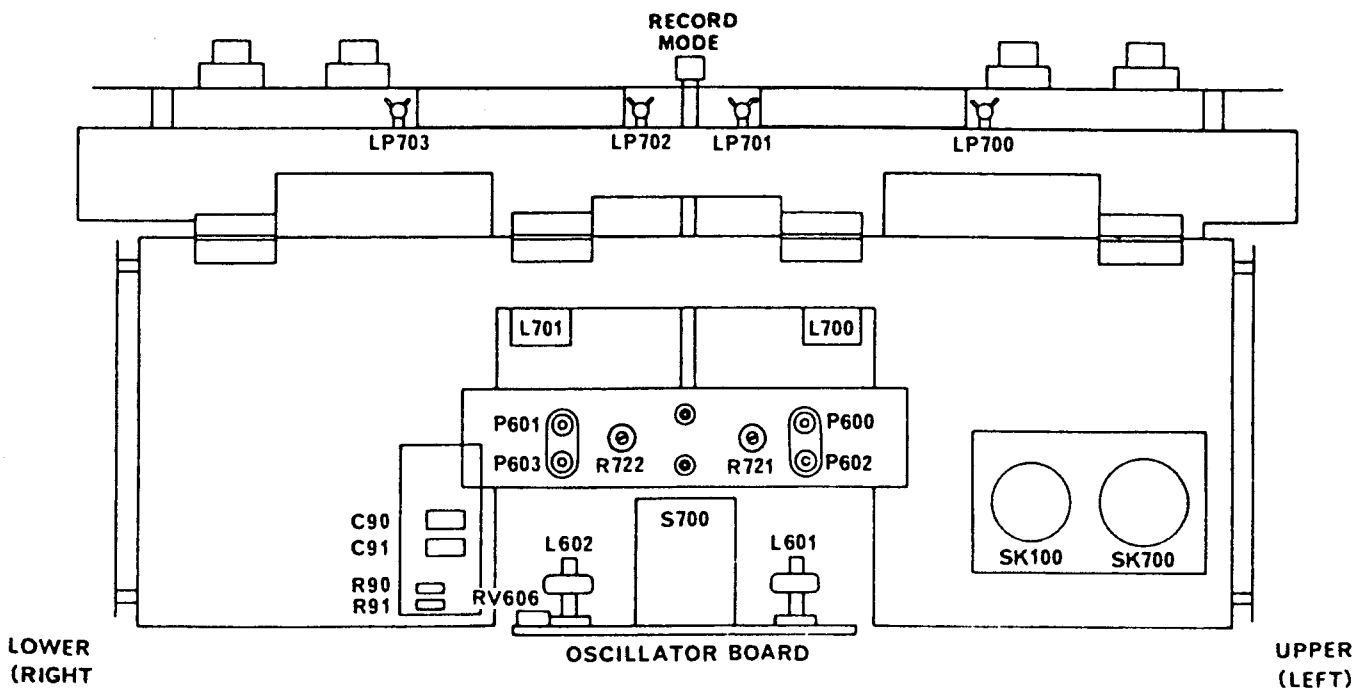 RECORD
MODE
LP703
LP702
LP701
LP700
L701
L700
P601
P600
P603
R722
R721
P602
C90
S700
C91
L602
L601
SK100
SK700
R90
RV606
R91
LOWER
(RIGHT
OSCILLATOR BOARD
UPPER
(LEFT)